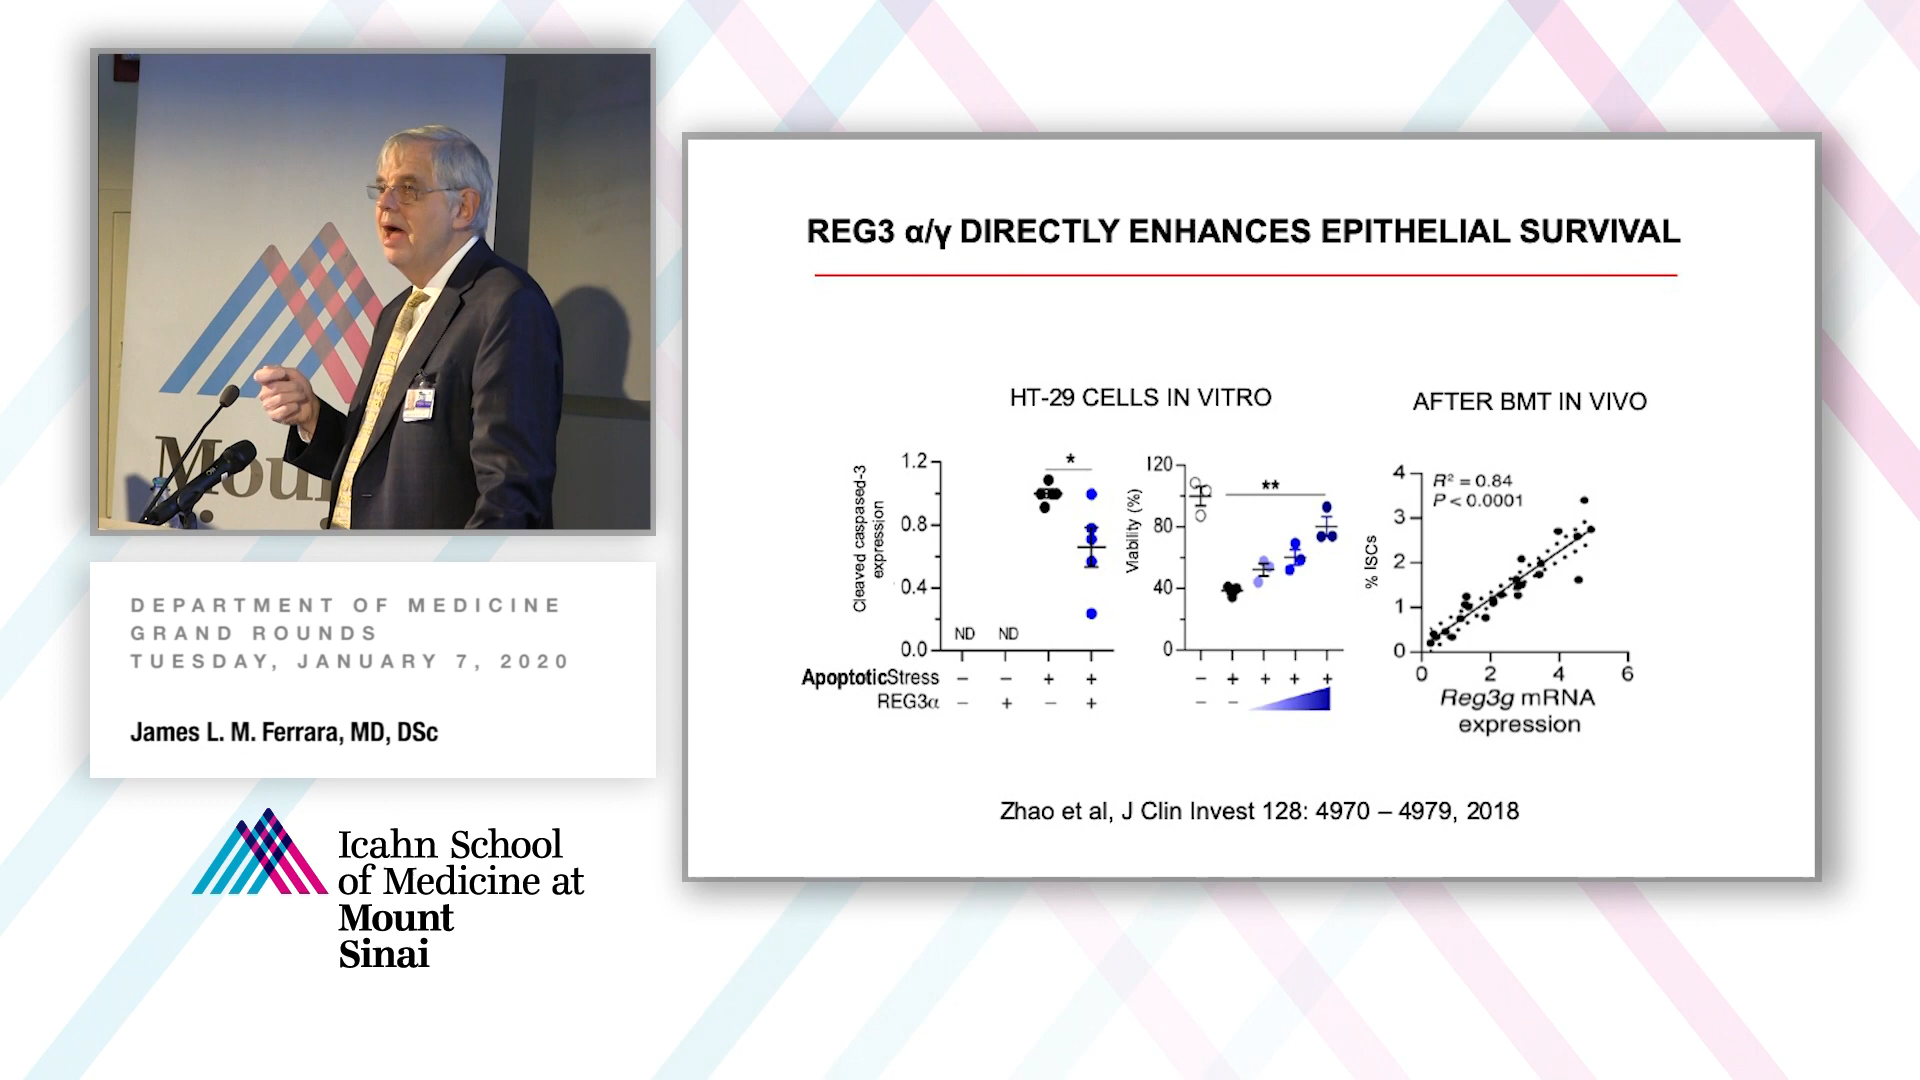 Mou
DEPARTMENT OF MEDICINE
GRAND ROUNDS
TUESDAY, JANUARY 7, 2020
James L. M. Ferrara, MD, DSc
Icahn School
of Medicine at
Mount
Sinai
REG3 α/γ DIRECTLY ENHANCES EPITHELIAL SURVIVAL
HT-29 CELLS IN VITRO
Cleaved caspased-3
expression
1.2
0.8
0.4
0.0
*
ND ND
ApoptoticStress – – + +
REG3α – + – +
Viability (%)
120
80
40
0
**
– + + + +
– –
AFTER BMT IN VIVO
% ISCs
4
3
2
1
0
R² = 0.84
P < 0.0001
0 2 4 6
Reg3g mRNA
expression
Zhao et al, J Clin Invest 128: 4970 – 4979, 2018